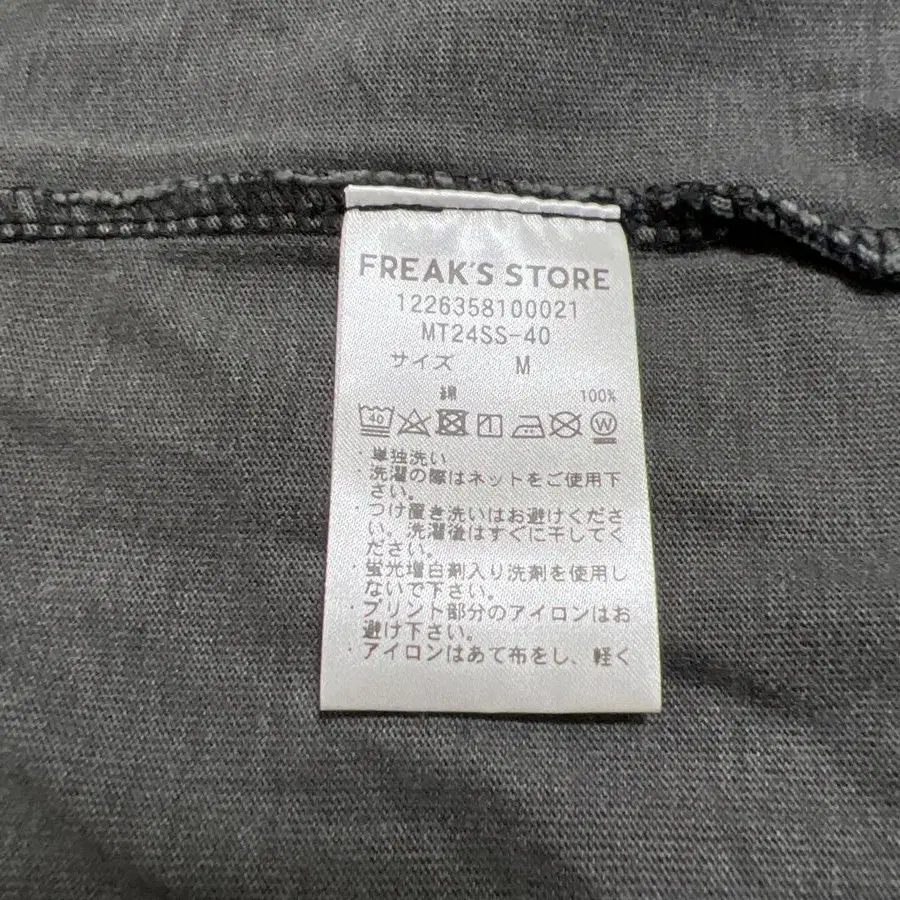 FREAK'S STORE
1226358100021
MT24SS-40
サイズ M
綿 100%
40 W
・単独洗い
・洗濯の際はネットをご使用下
さい。
・つけ置き洗いはお避けくださ
い。洗濯後はすぐに干してく
ださい。
・蛍光増白剤入り洗剤を使用し
ないで下さい。
・プリント部分のアイロンはお
避け下さい。
・アイロンはあて布をし、軽く